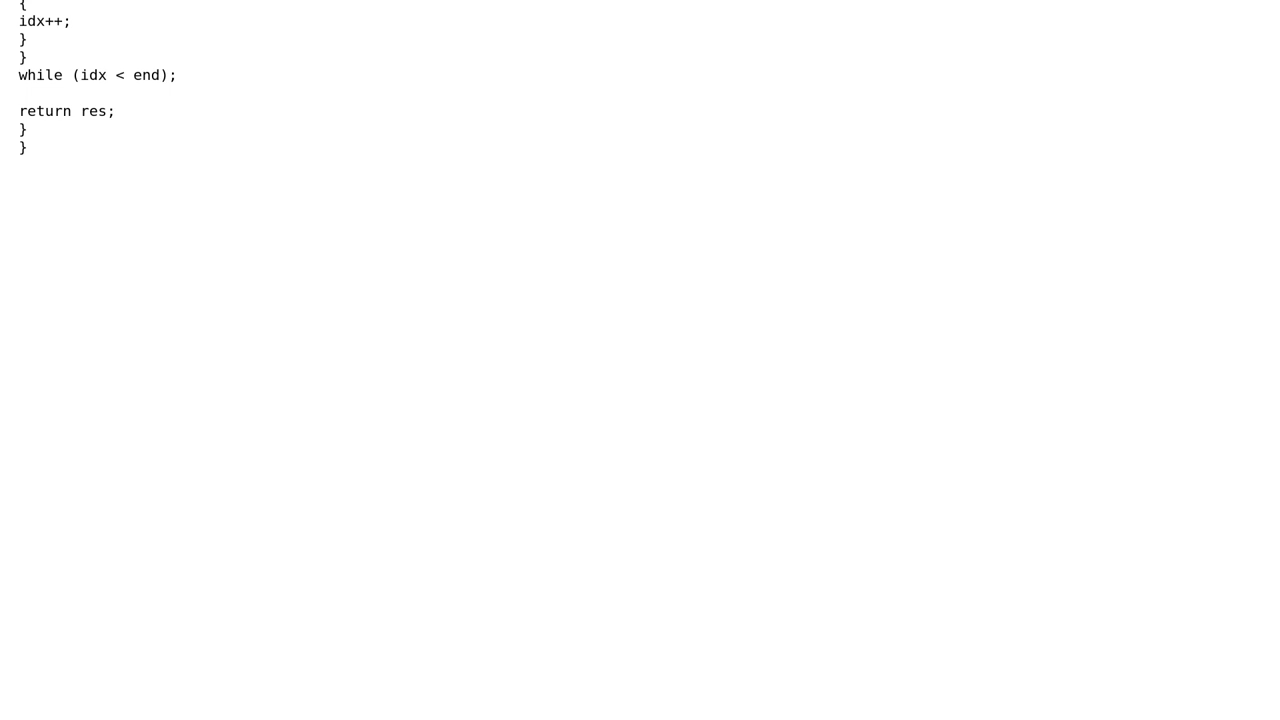 {
idx++;
}
}
while (idx < end);

return res;
}
}